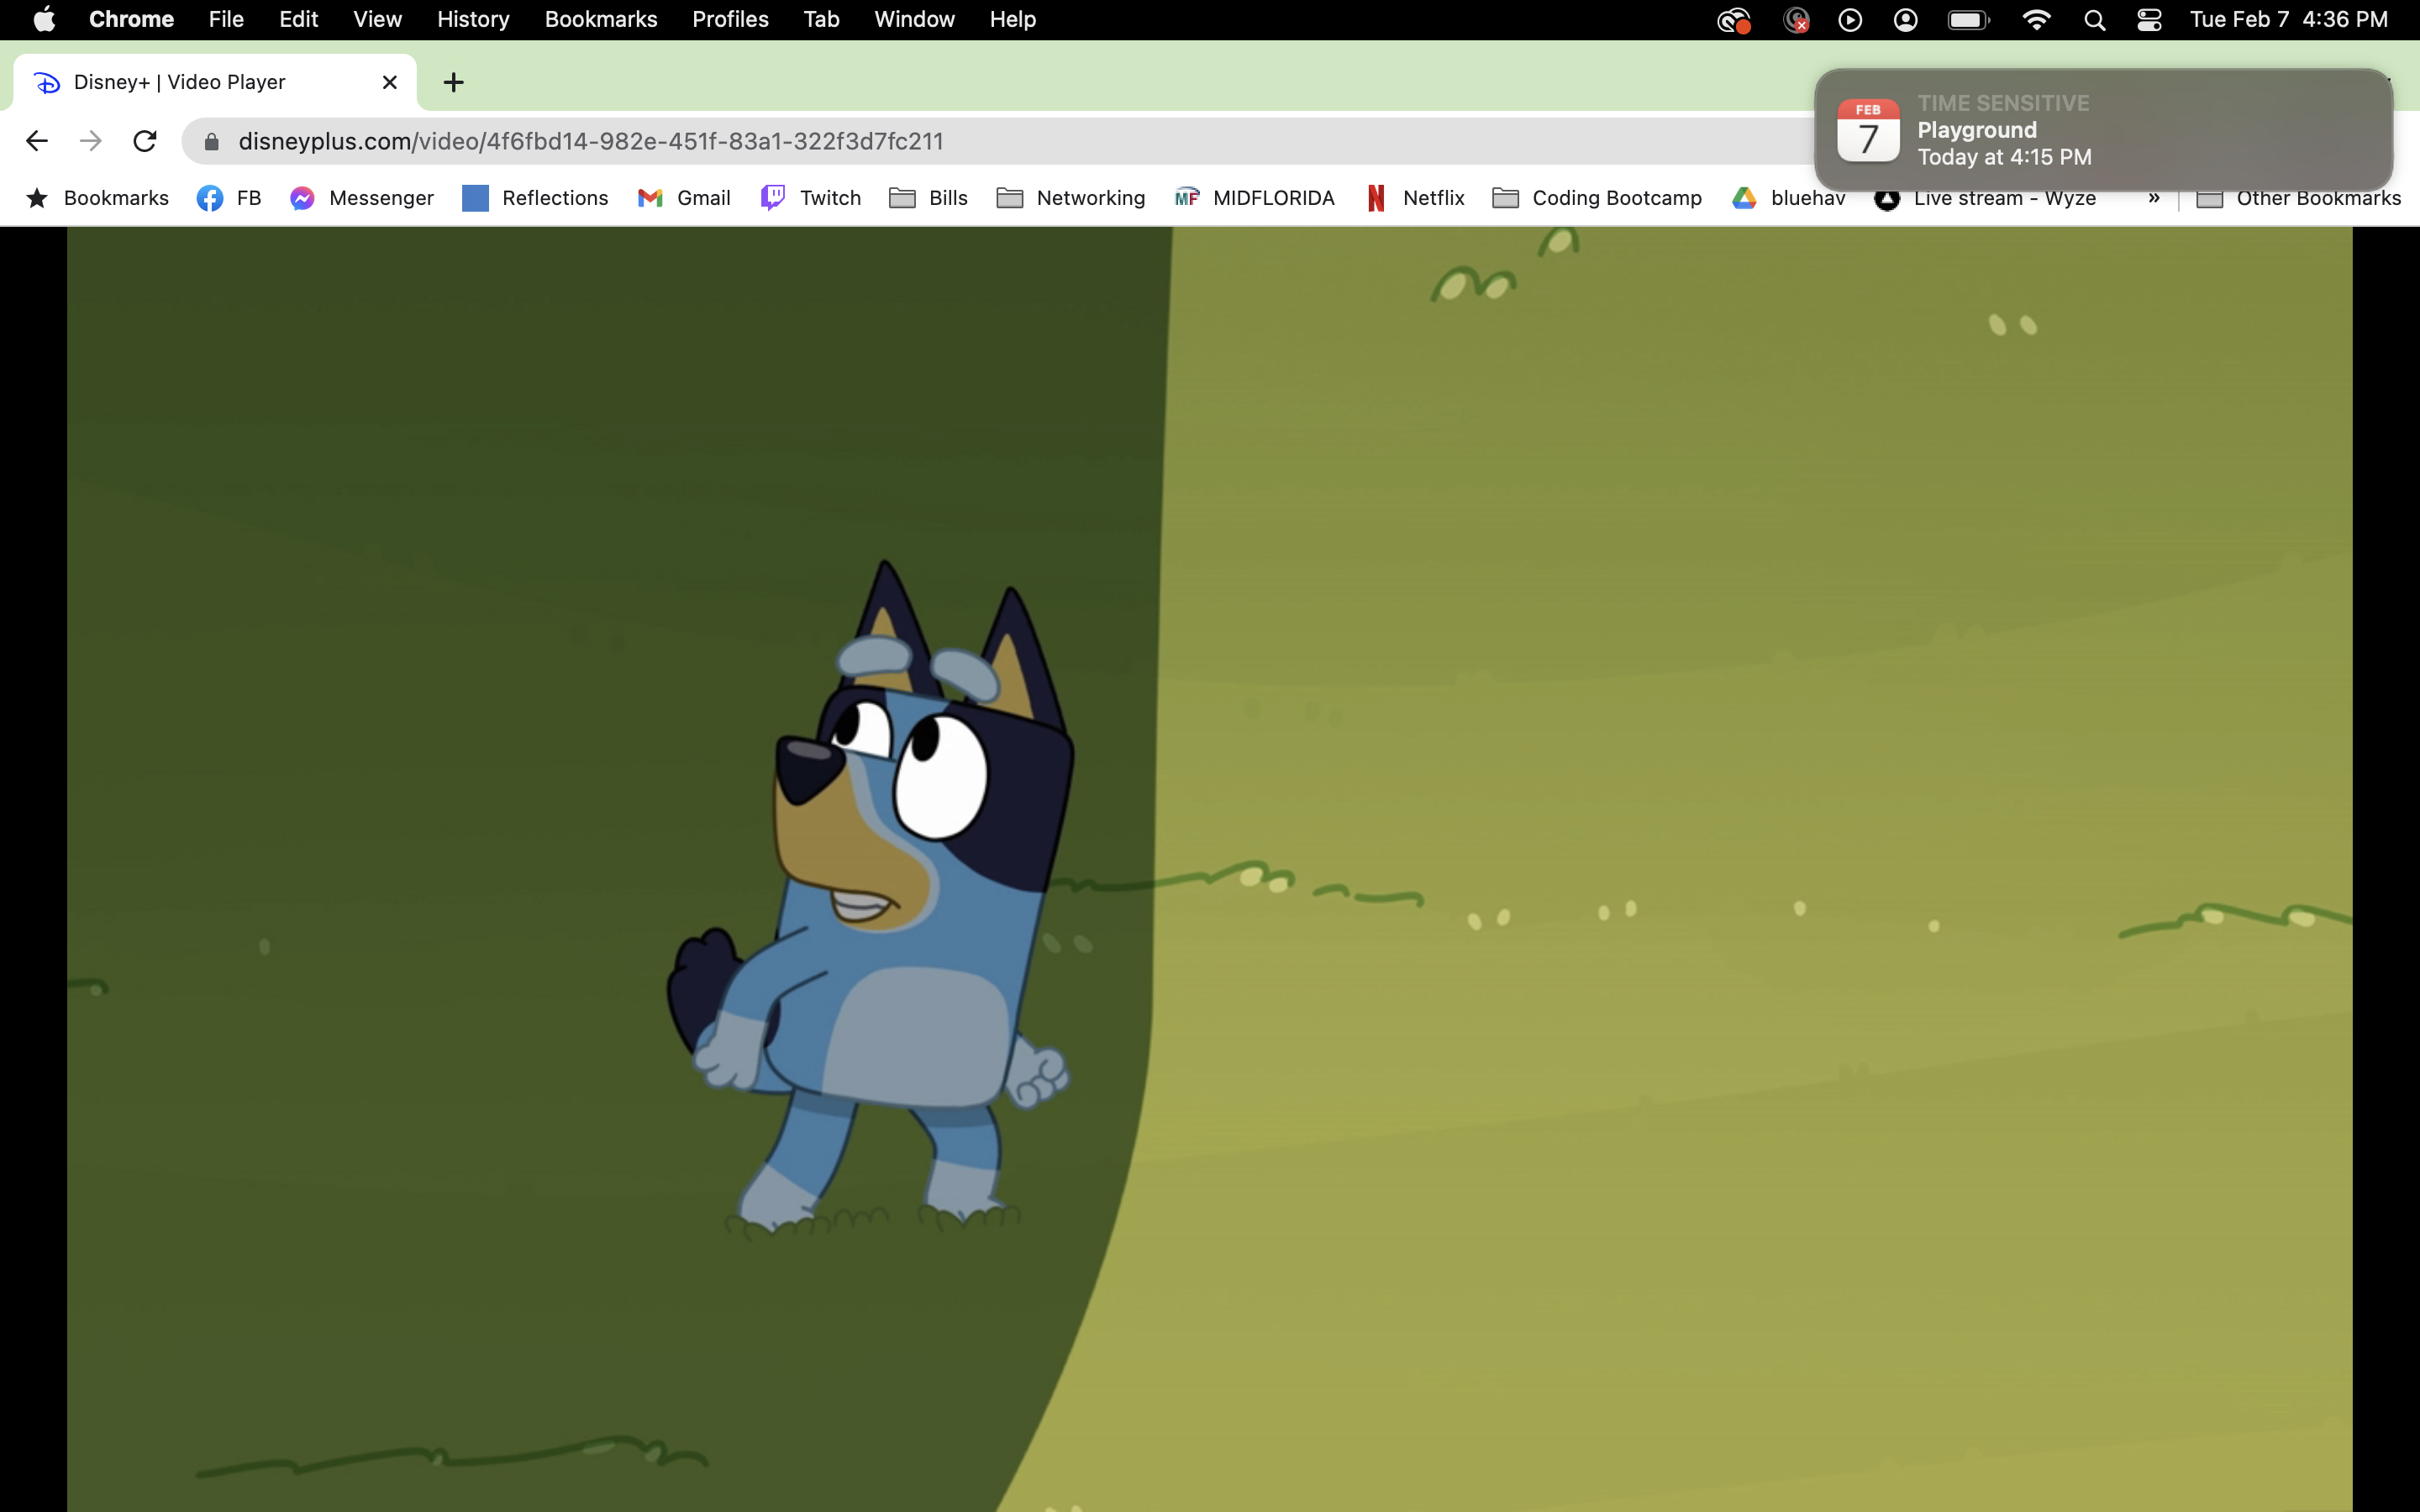 Chrome File Edit View History Bookmarks Profiles Tab Window Help Tue Feb 7 4:36 PM
Disney+ | Video Player
TIME SENSITIVE
FEB
7
Playground
Today at 4:15 PM
disneyplus.com/video/4f6fbd14-982e-451f-83a1-322f3d7fc211
Bookmarks FB Messenger Reflections Gmail Twitch Bills Networking MF MIDFLORIDA Netflix Coding Bootcamp bluehav Live stream - Wyze » Other Bookmarks